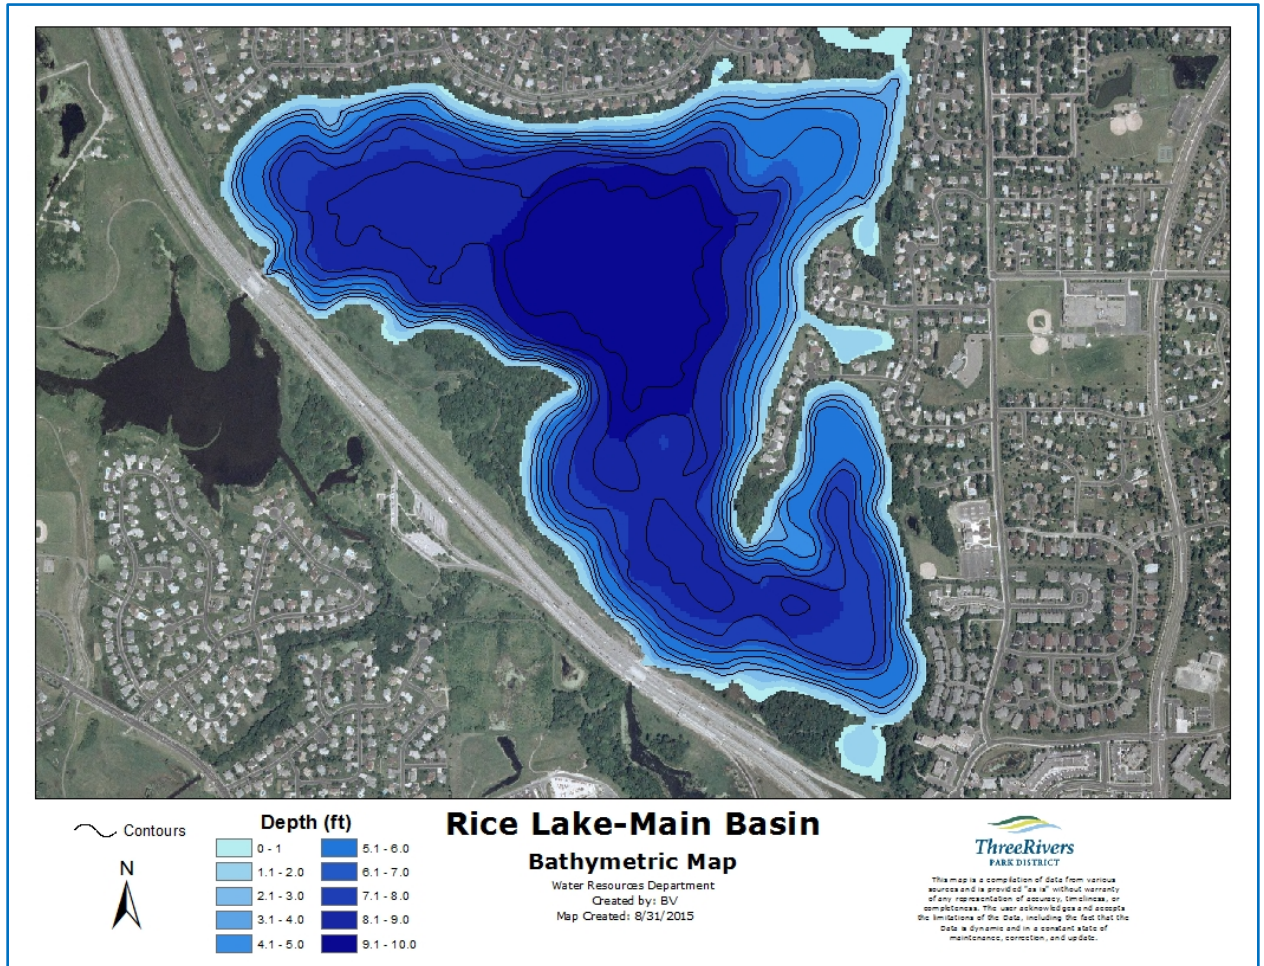 Contours
N
Depth (ft)
0 - 1
1.1 - 2.0
2.1 - 3.0
3.1 - 4.0
4.1 - 5.0
5.1 - 6.0
6.1 - 7.0
7.1 - 8.0
8.1 - 9.0
9.1 - 10.0
Rice Lake-Main Basin
Bathymetric Map
Water Resources Department
Created by: BV
Map Created: 8/31/2015
ThreeRivers
PARK DISTRICT
This map is a compilation of data from various
sources and is provided "as is" without warranty
of any representation of accuracy, timeliness, or
completeness. The user acknowledges and accepts
the limitations of the Data, including the fact that the
Data is dynamic and in a constant state of
maintenance, correction, and update.